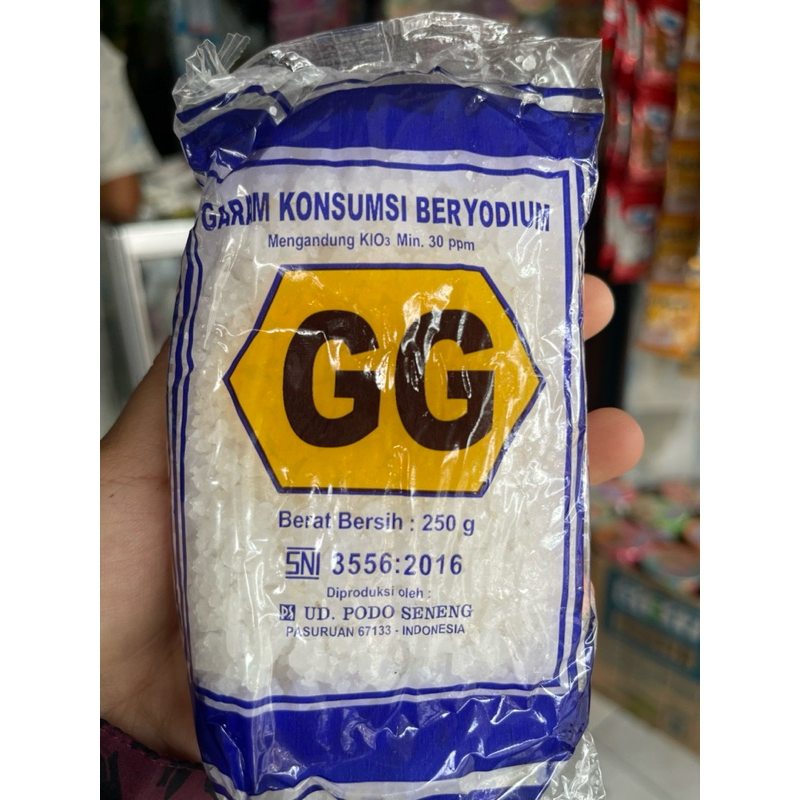 GARAM KONSUMSI BERYODIUM
Mengandung KIO₃ Min. 30 ppm
GG
Berat Bersih : 250 g
SNI 3556:2016
Diproduksi oleh :
PS UD. PODO SENENG
PASURUAN 67133 - INDONESIA